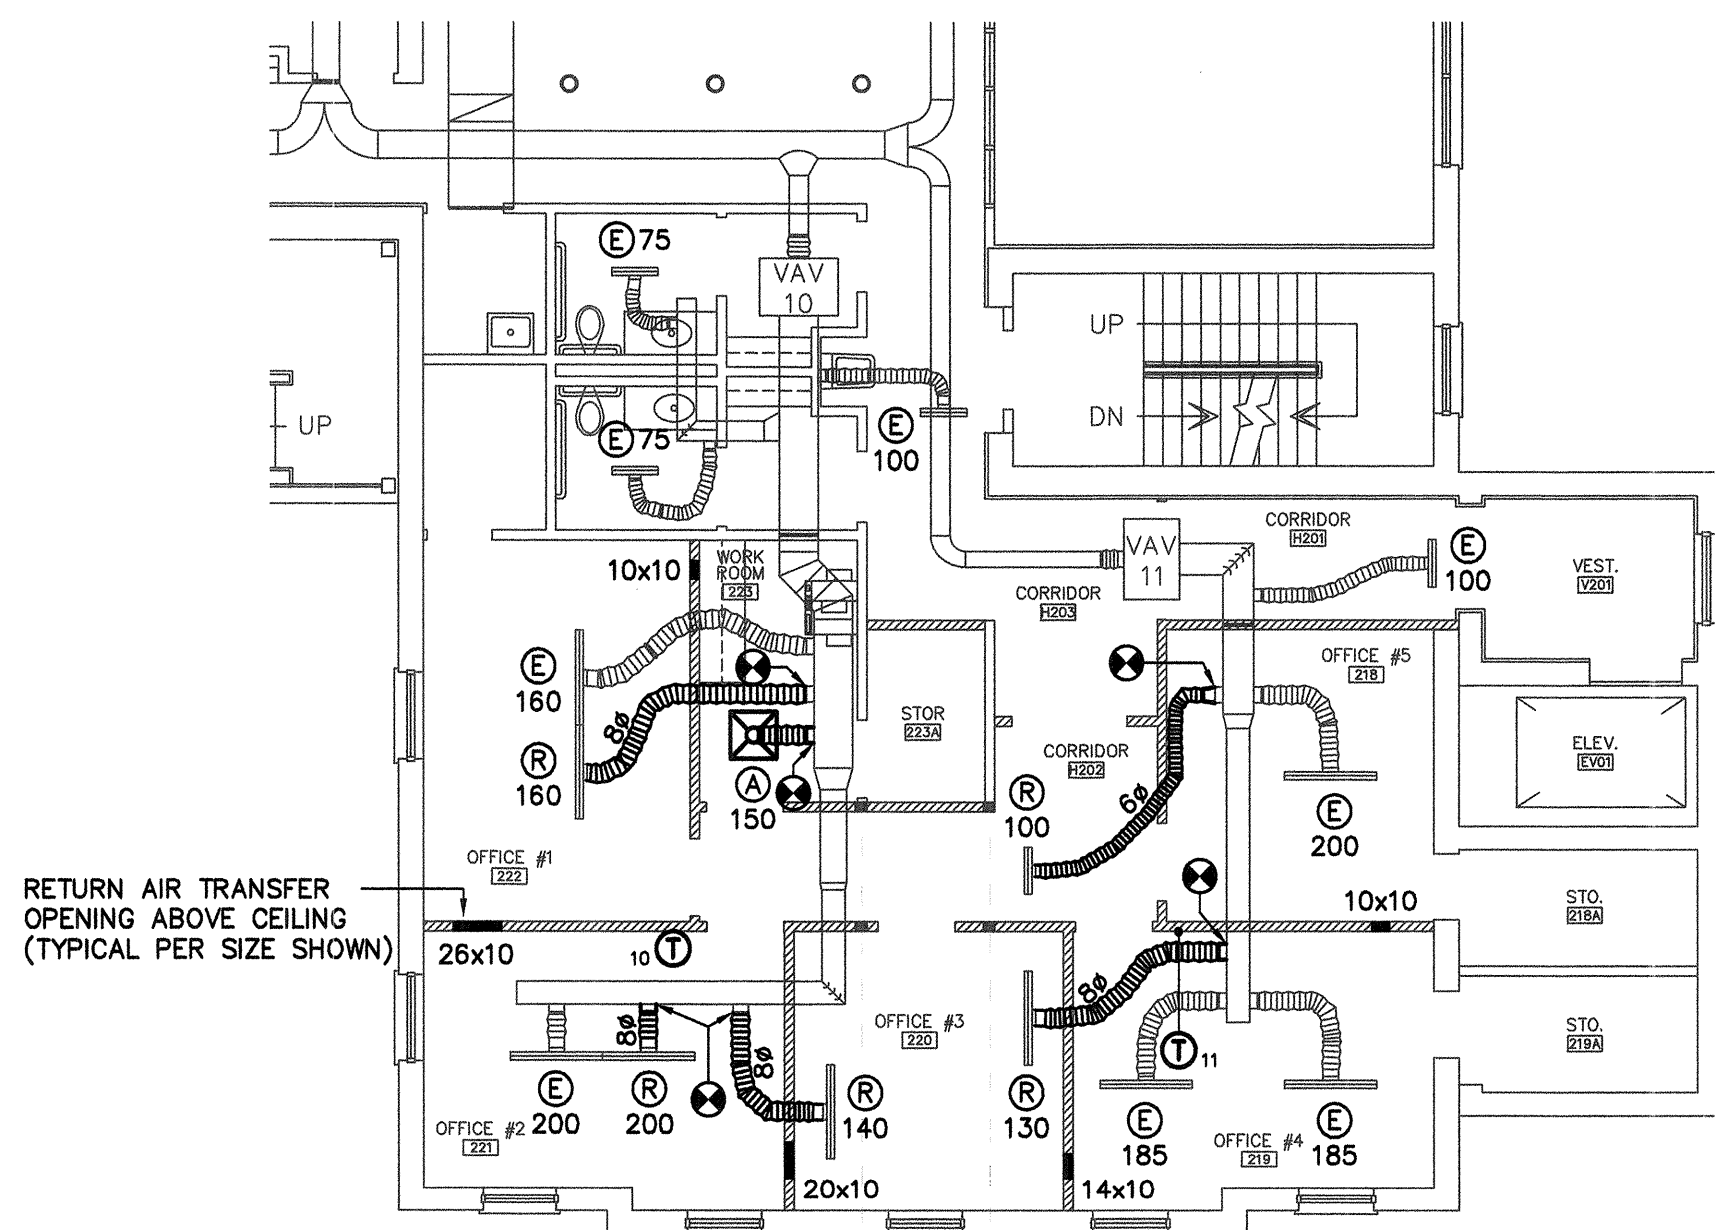 E 75
VAV
10
UP
UP
DN
E 75
E
100
CORRIDOR
H201
E
100
VEST.
V201
VAV
11
10x10
WORK
ROOM
223
CORRIDOR
H203
OFFICE #5
218
E
160
8ø
R
160
STOR
223A
CORRIDOR
H202
ELEV.
EV01
A
150
R
100
6ø
E
200
OFFICE #1
222
RETURN AIR TRANSFER
OPENING ABOVE CEILING
(TYPICAL PER SIZE SHOWN)
26x10
10 T
10x10
STO.
218A
8ø
8ø
8ø
OFFICE #3
220
T 11
STO.
219A
E
200
R
200
R
140
R
130
E
185
E
185
OFFICE #2
221
OFFICE #4
219
20x10
14x10